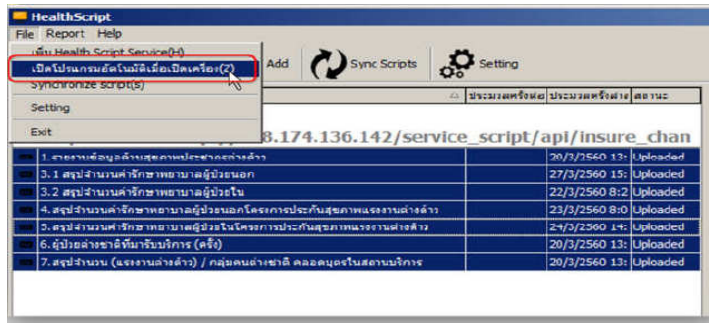 HealthScript
File Report Help
เพิ่ม Health Script Service(H)
เปิดโปรแกรมอัตโนมัติเมื่อเปิดเครื่อง(Z)
Add Sync Scripts Setting
Synchronize script(s)
Setting
Exit
ประมวลครั้งต่อ ประมวลครั้งล่าส สถานะ
8.174.136.142/service_script/api/insure_chan
1. รายงานข้อมูลด้านสุขภาพประชากรต่างด้าว 20/3/2560 13: Uploaded
3.1 สรุปจำนวนค่ารักษาพยาบาลผู้ป่วยนอก 27/3/2560 15: Uploaded
3.2 สรุปจำนวนค่ารักษาพยาบาลผู้ป่วยใน 22/3/2560 8:2 Uploaded
4. สรุปจำนวนค่ารักษาพยาบาลผู้ป่วยนอกโครงการประกันสุขภาพแรงงานต่างด้าว 23/3/2560 8:0 Uploaded
5. สรุปจำนวนค่ารักษาพยาบาลผู้ป่วยในโครงการประกันสุขภาพแรงงานต่างด้าว 24/3/2560 14: Uploaded
6. ผู้ป่วยต่างชาติที่มารับบริการ (ครั้ง) 20/3/2560 13: Uploaded
7. สรุปจำนวน (แรงงานต่างด้าว) / กลุ่มคนต่างชาติ คลอดบุตรในสถานบริการ 20/3/2560 13: Uploaded